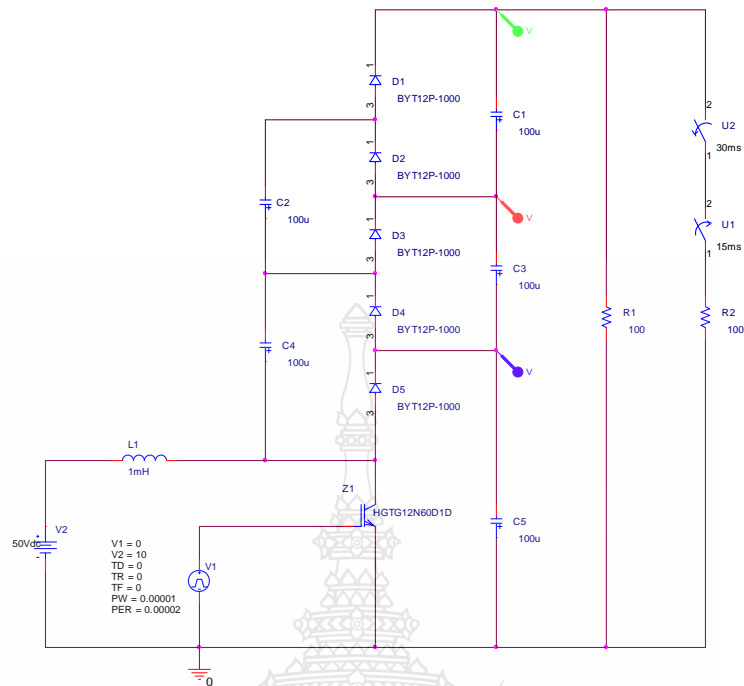 V
1
D1
BYT12P-1000
3
C1
100u
2
U2
30ms
1
1
D2
BYT12P-1000
3
C2
100u
V
2
U1
15ms
1
1
D3
BYT12P-1000
3
C3
100u
1
D4
BYT12P-1000
3
R1
100
R2
100
C4
100u
V
1
D5
BYT12P-1000
3
L1
1mH
Z1
HGTG12N60D1D
C5
100u
V2
50Vdc
V1 = 0
V2 = 10
TD = 0
TR = 0
TF = 0
PW = 0.00001
PER = 0.00002
V1
0